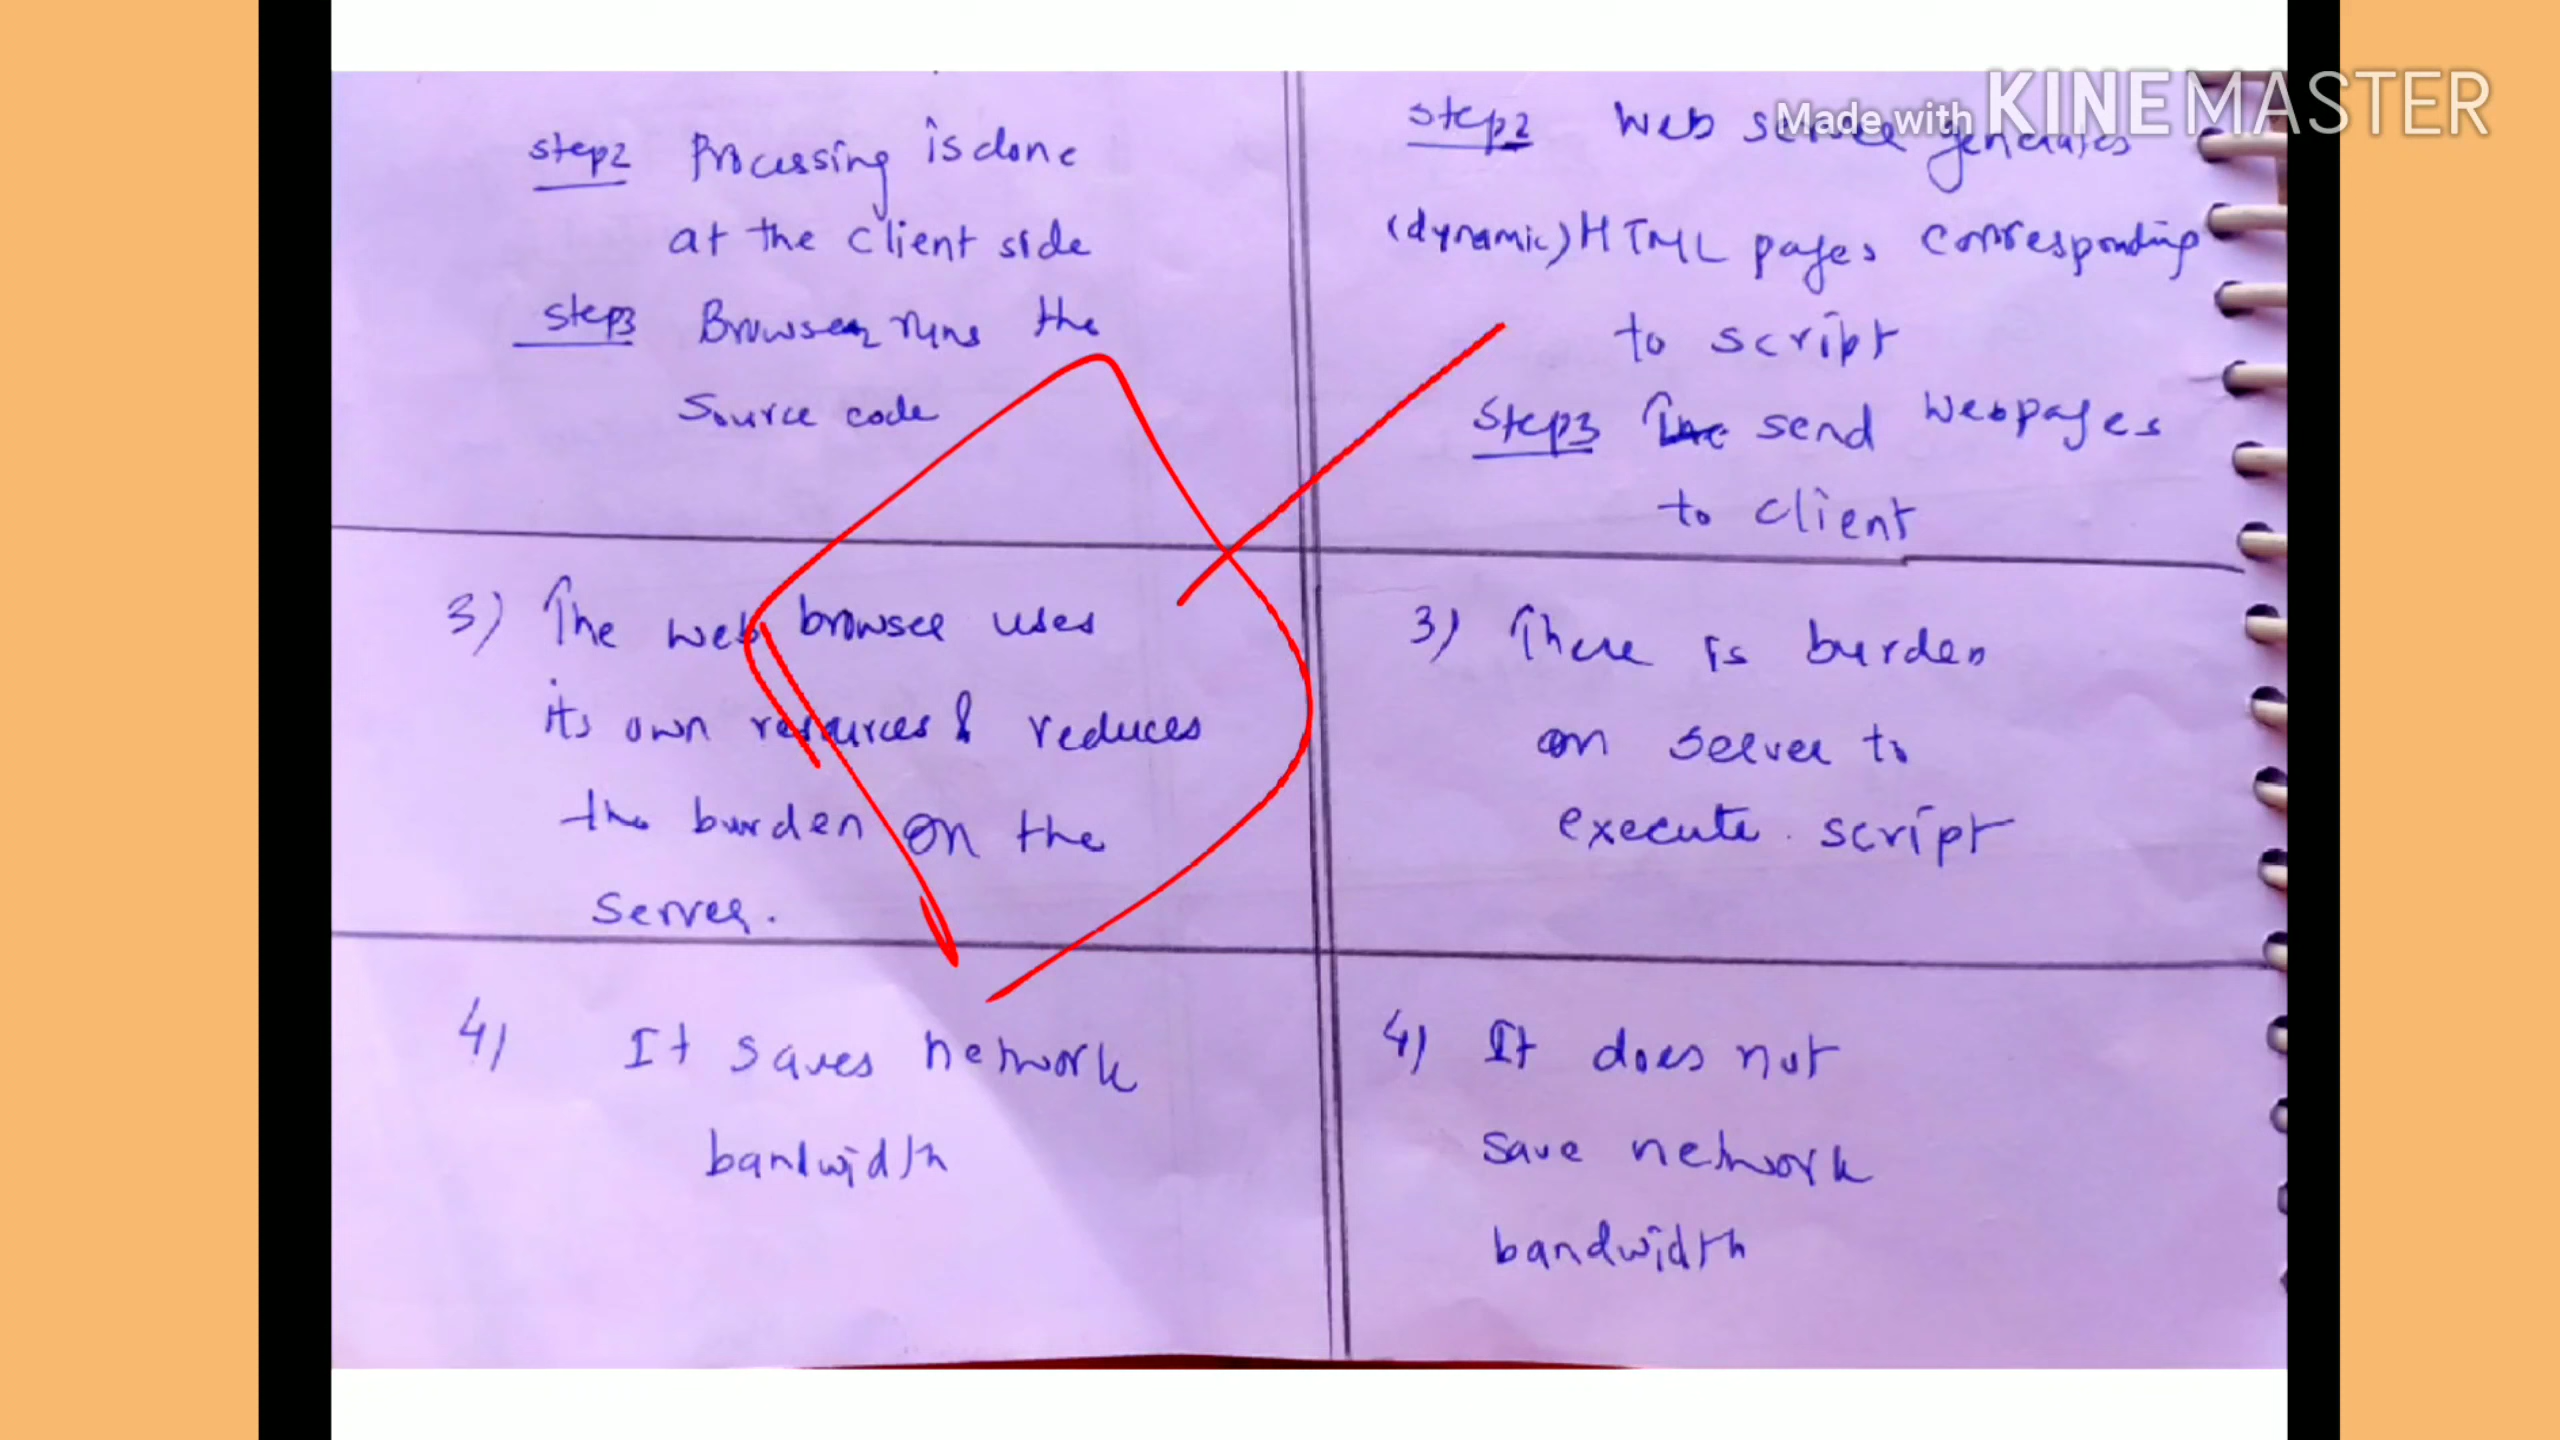 Made with KINEMASTER
step2 Processing is done
at the client side
step3 Browser runs the
Source code
3) The web browser uses
its own resources & reduces
the burden on the
server.
4) It saves network
bandwidth
step2 Web server generates
(dynamic) HTML pages corresponding
to script
Step3 The send webpages
to client
3) There is burden
on server to
execute script
4) It does not
save network
bandwidth